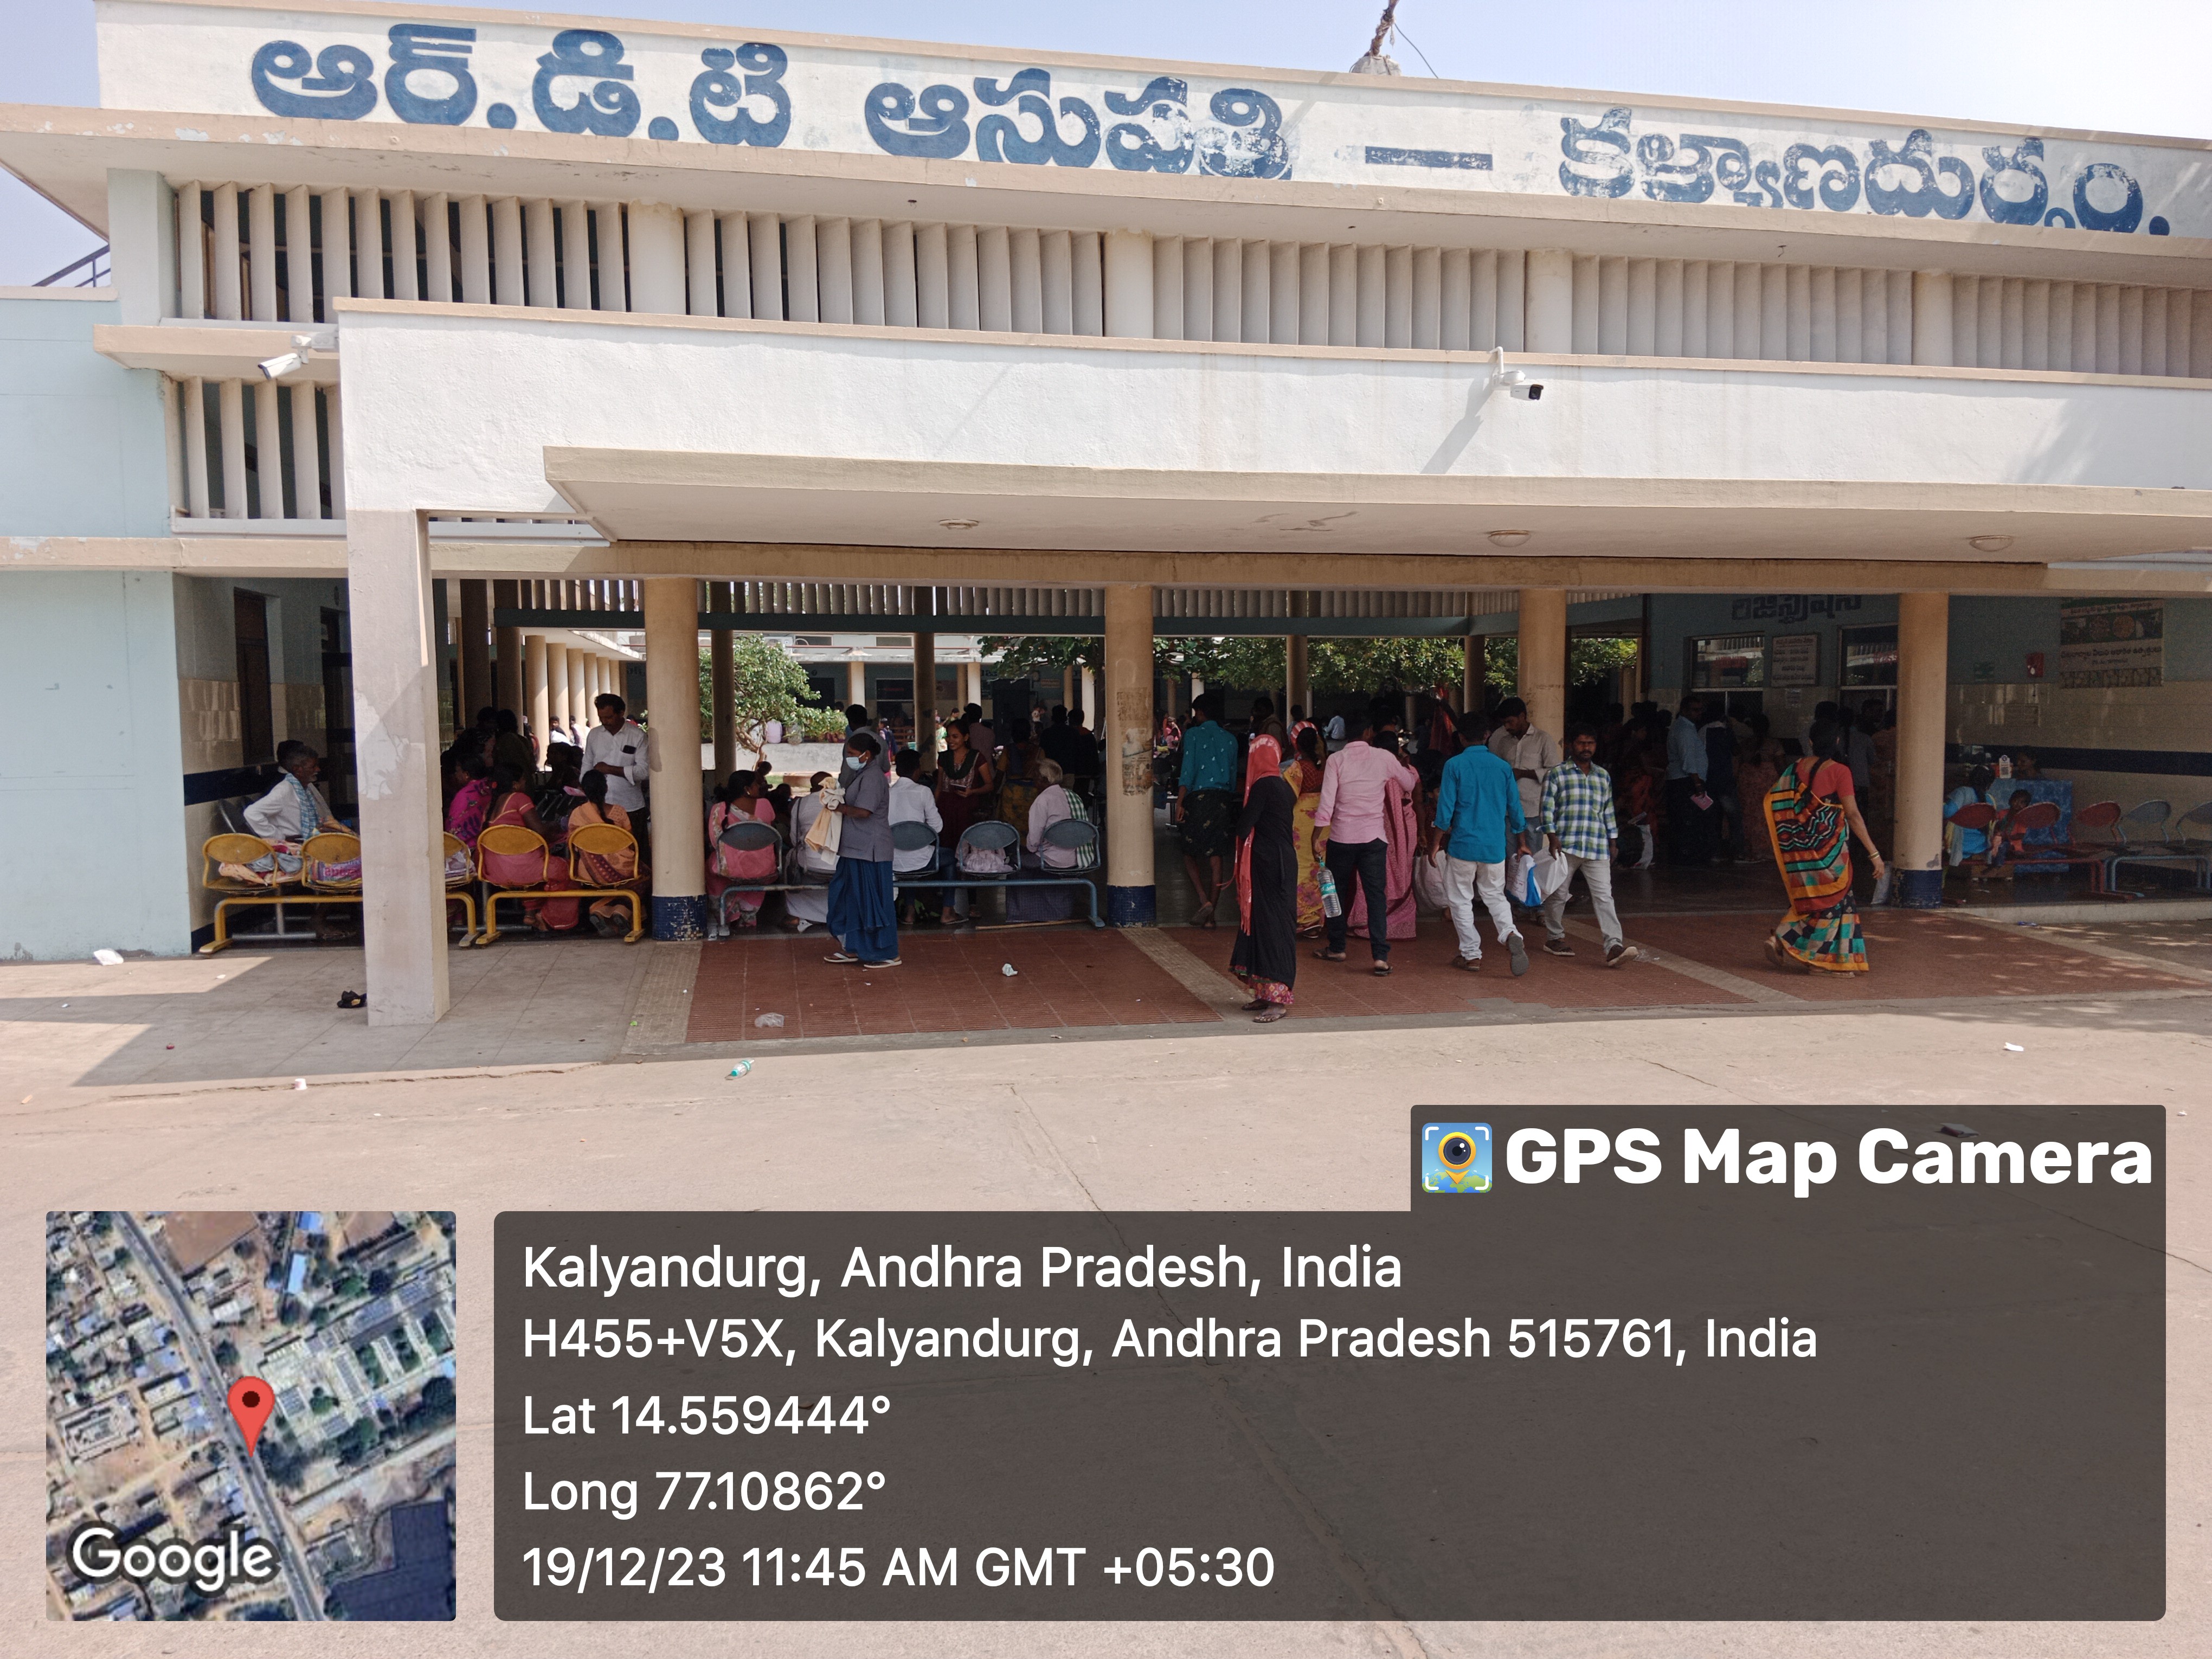 ఆర్.డి.టి ఆసుపత్రి — కళ్యాణదుర్గం.
రిజిస్ట్రేషన్
GPS Map Camera
Kalyandurg, Andhra Pradesh, India
H455+V5X, Kalyandurg, Andhra Pradesh 515761, India
Lat 14.559444°
Long 77.10862°
19/12/23 11:45 AM GMT +05:30
Google